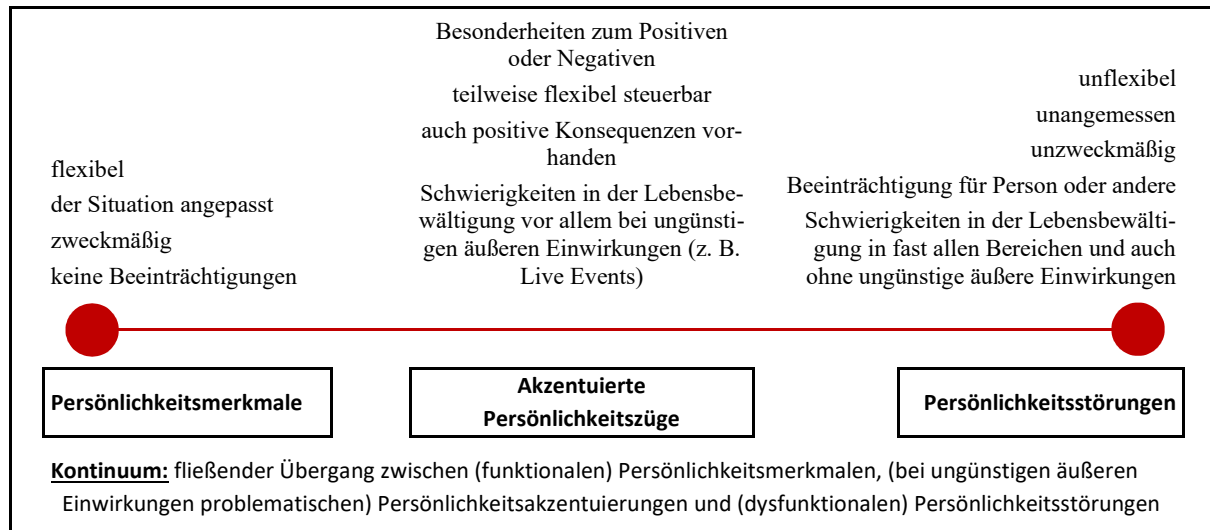 Besonderheiten zum Positiven
oder Negativen
teilweise flexibel steuerbar
auch positive Konsequenzen vor-
handen
Schwierigkeiten in der Lebensbe-
wältigung vor allem bei ungünsti-
gen äußeren Einwirkungen (z. B.
Live Events)
flexibel
der Situation angepasst
zweckmäßig
keine Beeinträchtigungen
unflexibel
unangemessen
unzweckmäßig
Beeinträchtigung für Person oder andere
Schwierigkeiten in der Lebensbewälti-
gung in fast allen Bereichen und auch
ohne ungünstige äußere Einwirkungen
Persönlichkeitsmerkmale
Akzentuierte
Persönlichkeitszüge
Persönlichkeitsstörungen
Kontinuum: fließender Übergang zwischen (funktionalen) Persönlichkeitsmerkmalen, (bei ungünstigen äußeren
Einwirkungen problematischen) Persönlichkeitsakzentuierungen und (dysfunktionalen) Persönlichkeitsstörungen